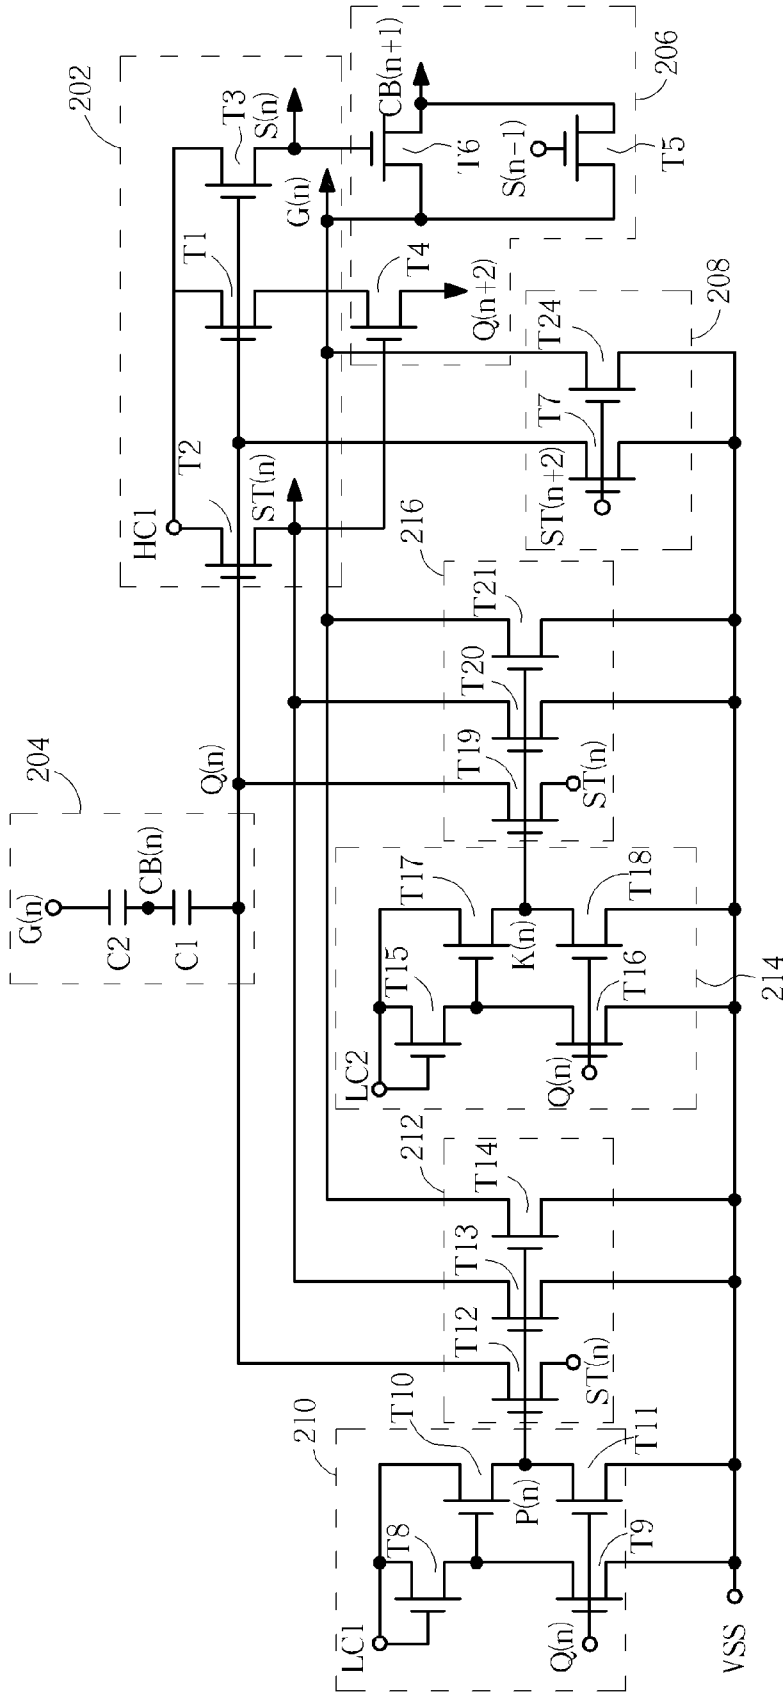 204
G(n)
C2
CB(n)
C1
Q(n)
202
HC1
T2
T1
T3
S(n)
ST(n)
G(n)
CB(n+1)
206
T6
S(n-1)
T5
T4
Q(n+2)
208
T24
T7
ST(n+2)
216
T21
T20
T19
ST(n)
214
LC2
T15
T17
K(n)
Q(n)
T16
T18
212
T14
T13
T12
ST(n)
210
LC1
T8
T10
P(n)
Q(n)
T9
T11
VSS